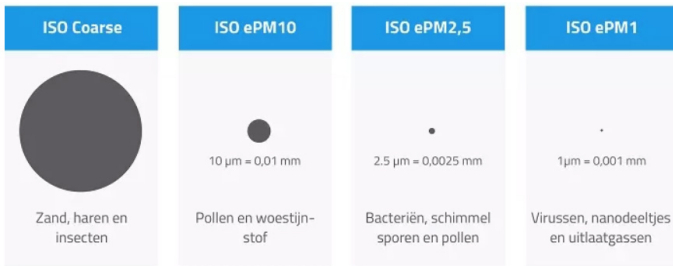 ISO Coarse
Zand, haren en
insecten
ISO ePM10
10 μm = 0,01 mm
Pollen en woestijn-
stof
ISO ePM2,5
2.5 μm = 0,0025 mm
Bacteriën, schimmel
sporen en pollen
ISO ePM1
1μm = 0,001 mm
Virussen, nanodeeltjes
en uitlaatgassen